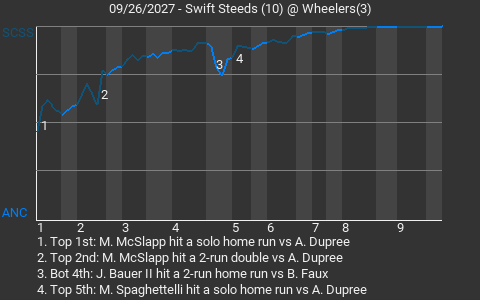 09/26/2027 - Swift Steeds (10) @ Wheelers(3)
SCSS
3
4
2
1
ANC
1 2 3 4 5 6 7 8 9
1. Top 1st: M. McSlapp hit a solo home run vs A. Dupree
2. Top 2nd: M. McSlapp hit a 2-run double vs A. Dupree
3. Bot 4th: J. Bauer II hit a 2-run home run vs B. Faux
4. Top 5th: M. Spaghettelli hit a solo home run vs A. Dupree